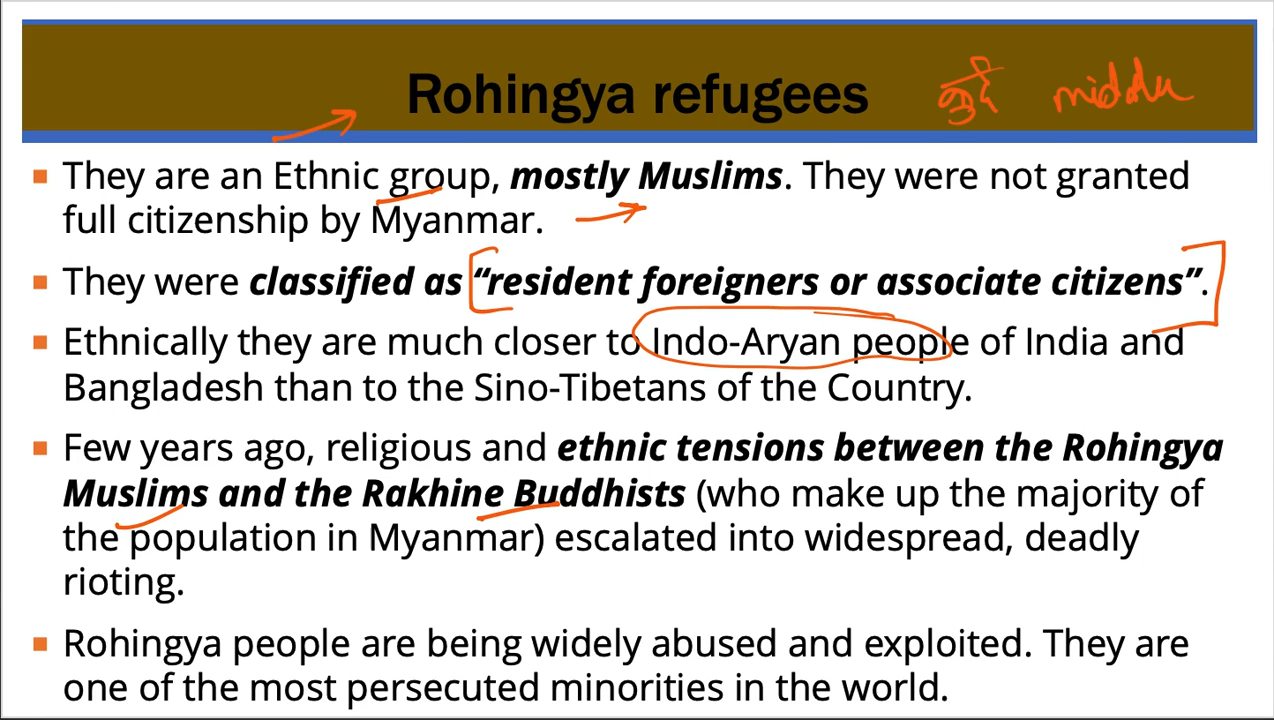 Rohingya refugees middle
They are an Ethnic group, mostly Muslims. They were not granted
full citizenship by Myanmar.
They were classified as “resident foreigners or associate citizens”.
Ethnically they are much closer to Indo-Aryan people of India and
Bangladesh than to the Sino-Tibetans of the Country.
Few years ago, religious and ethnic tensions between the Rohingya
Muslims and the Rakhine Buddhists (who make up the majority of
the population in Myanmar) escalated into widespread, deadly
rioting.
Rohingya people are being widely abused and exploited. They are
one of the most persecuted minorities in the world.